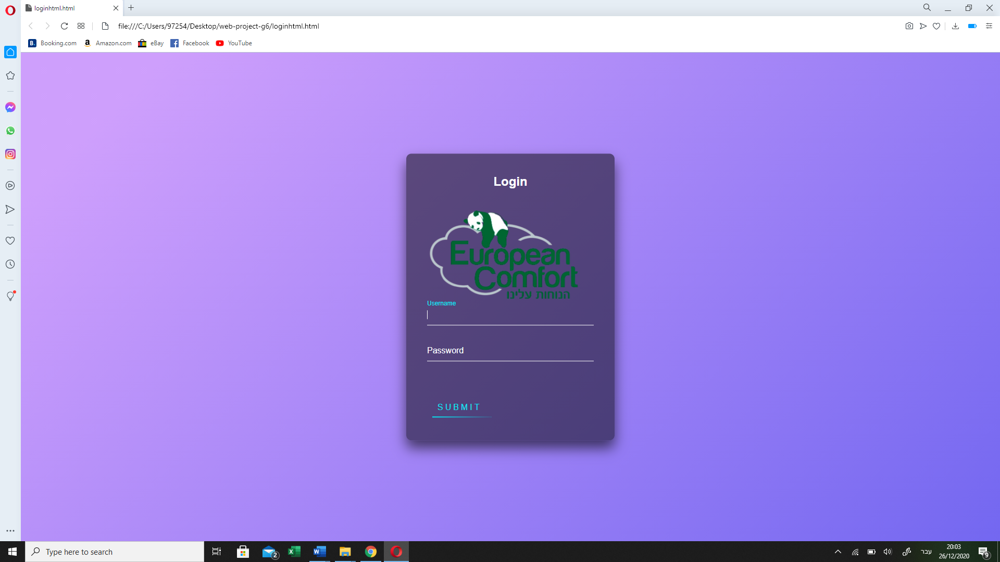 loginhtml.html
file:///C:/Users/97254/Desktop/web-project-g6/loginhtml.html
B. Booking.com a Amazon.com eBay Facebook YouTube
Login
European
Comfort
הנוחות עלינו
Username
Password
SUBMIT
Type here to search
2
עבר
20:03
26/12/2020
9